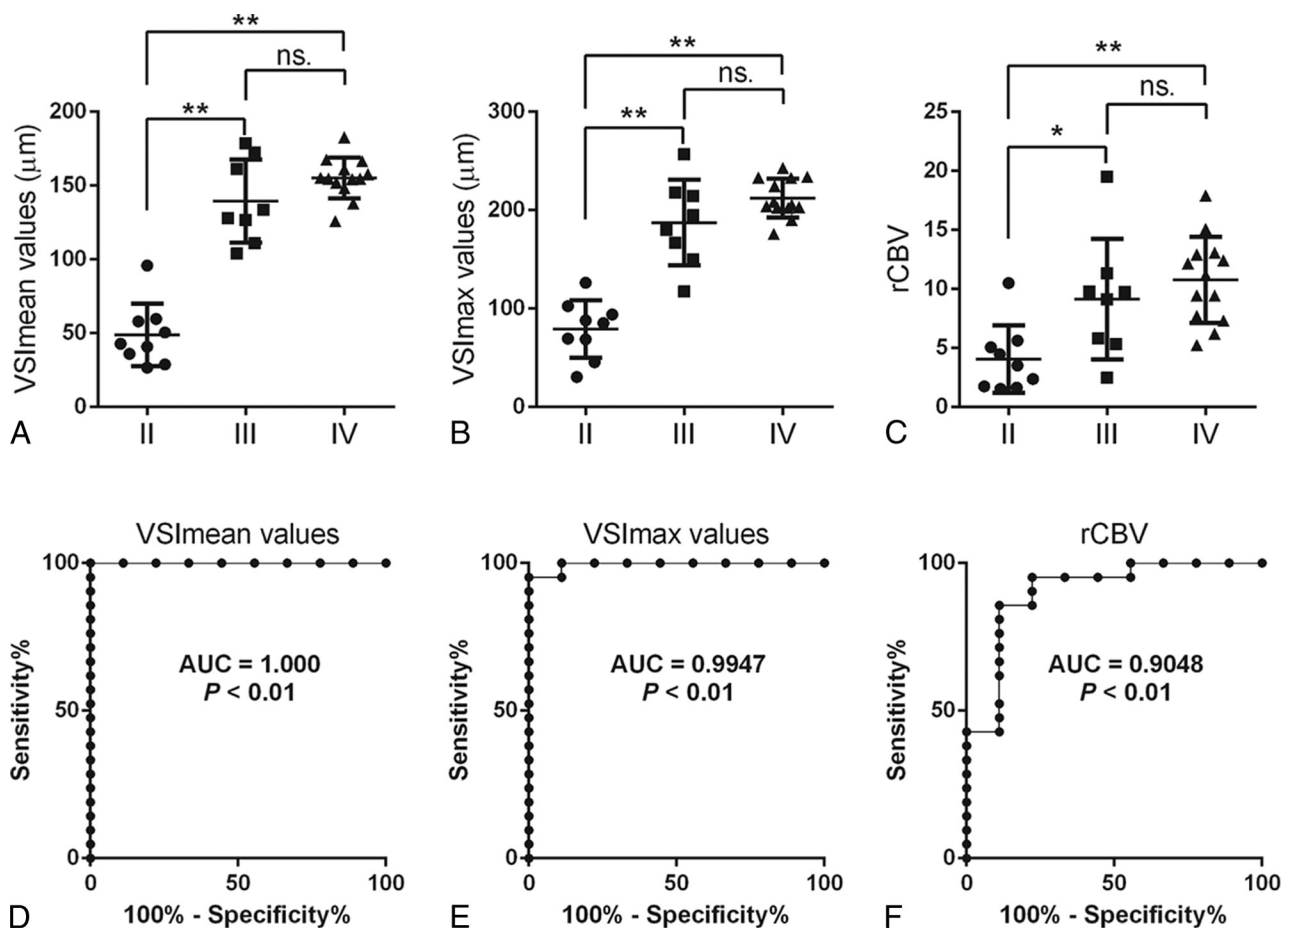 **
ns.
**
200
150
100
50
0
VSImean values (μm)
II
III
IV
A
**
ns.
**
300
200
100
0
VSImax values (μm)
II
III
IV
B
**
ns.
*
25
20
15
10
5
0
rCBV
II
III
IV
C
VSImean values
100
50
0
Sensitivity%
AUC = 1.000
P < 0.01
0
50
100
100% - Specificity%
D
VSImax values
100
50
0
Sensitivity%
AUC = 0.9947
P < 0.01
0
50
100
100% - Specificity%
E
rCBV
100
50
0
Sensitivity%
AUC = 0.9048
P < 0.01
0
50
100
100% - Specificity%
F